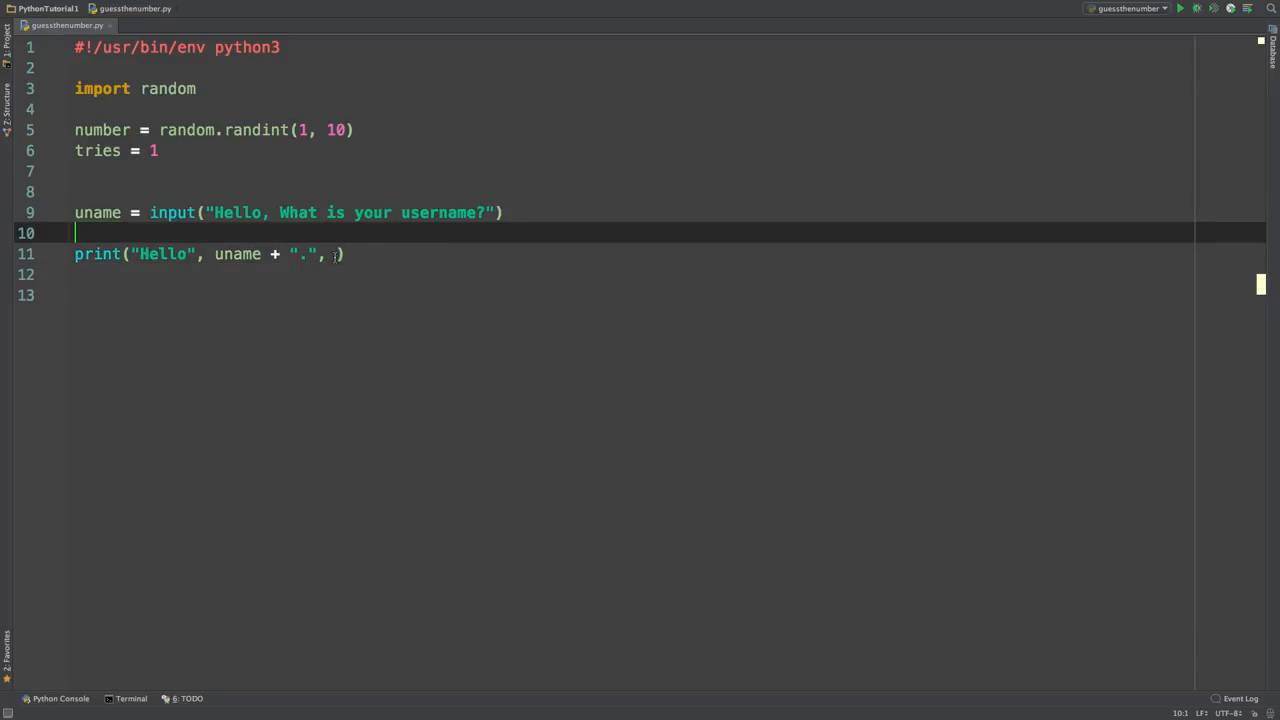 PythonTutorial1 guessthenumber.py guessthenumber
guessthenumber.py
1: Project
Z: Structure
2: Favorites
Database
1 #!/usr/bin/env python3
2
3 import random
4
5 number = random.randint(1, 10)
6 tries = 1
7
8
9 uname = input("Hello, What is your username?")
10
11 print("Hello", uname + ".", )
12
13
Python Console Terminal 6: TODO Event Log
10:1 LF UTF-8